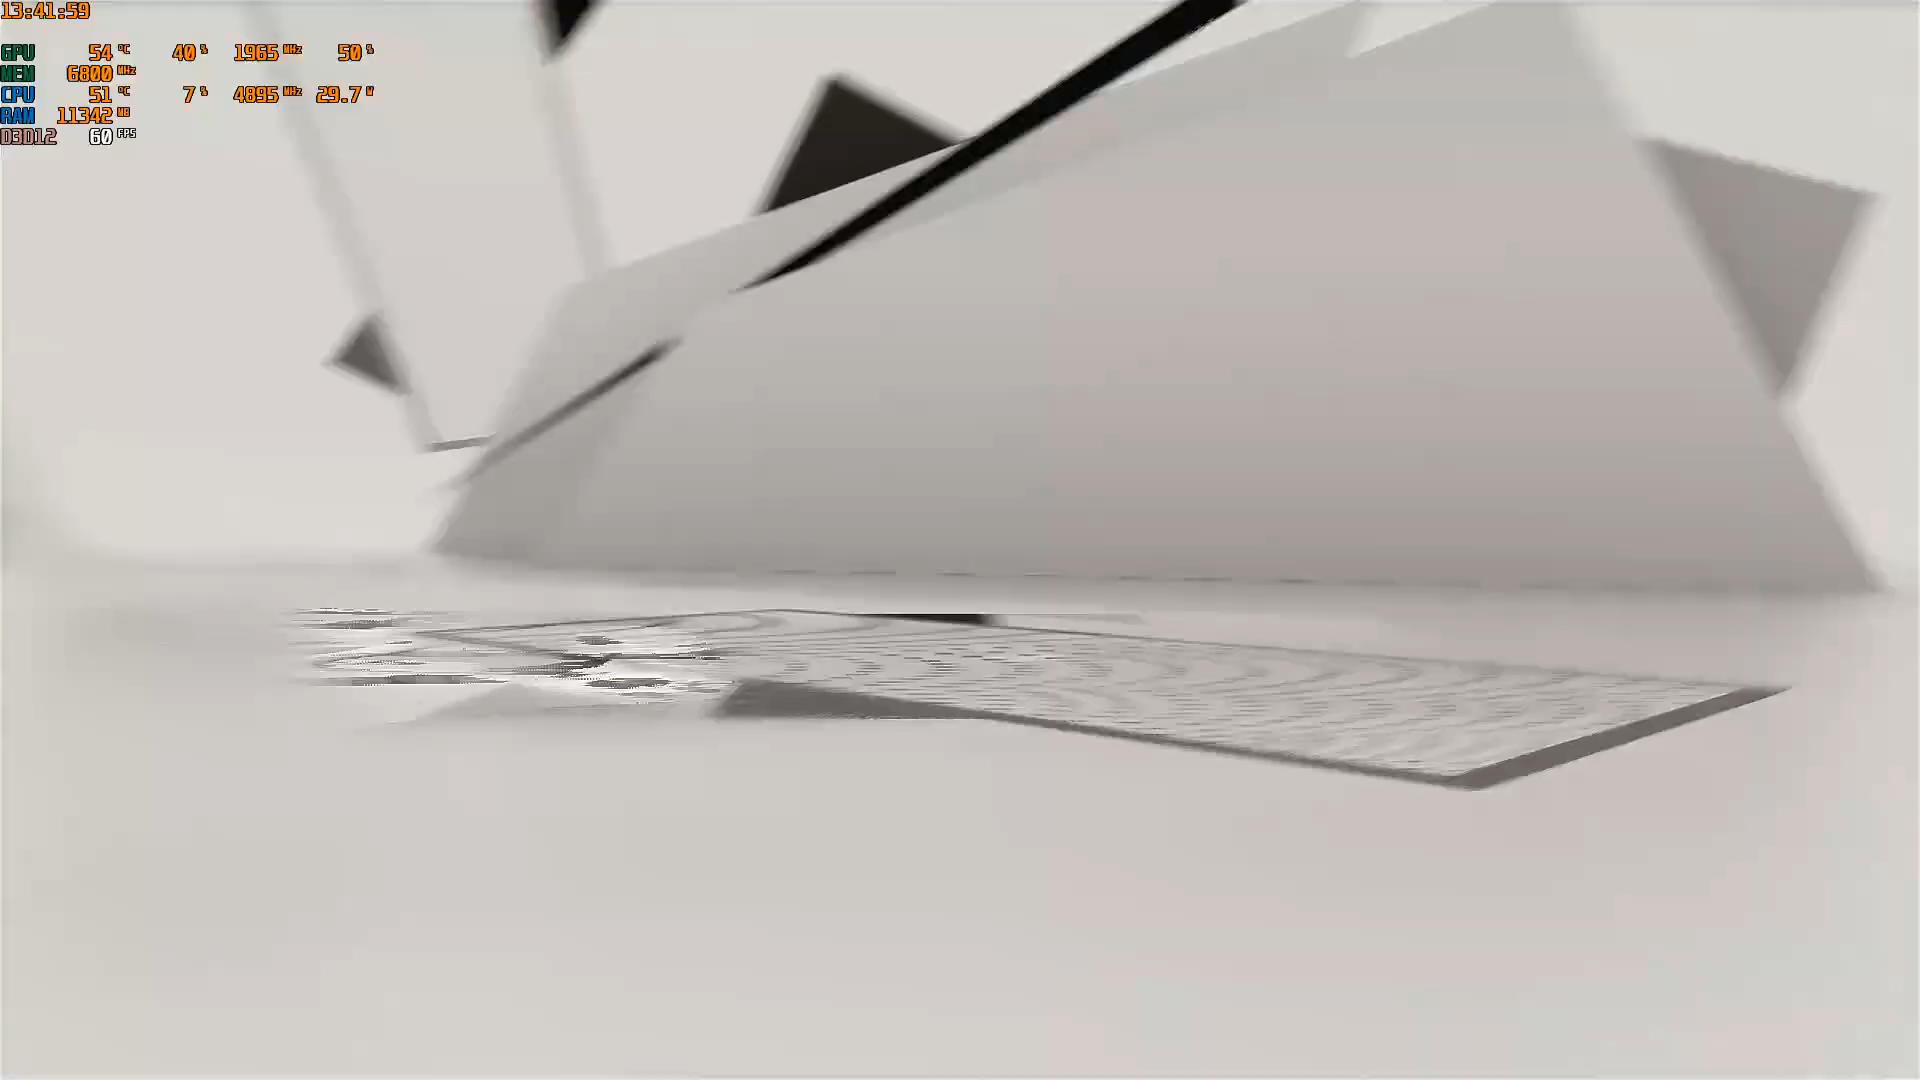 13:41:59
GPU 54 °C 40 % 1965 MHz 50 %
MEM 6800 MHz
CPU 51 °C 7 % 4895 MHz 29.7 W
RAM 11342 MB
D3D12 60 FPS